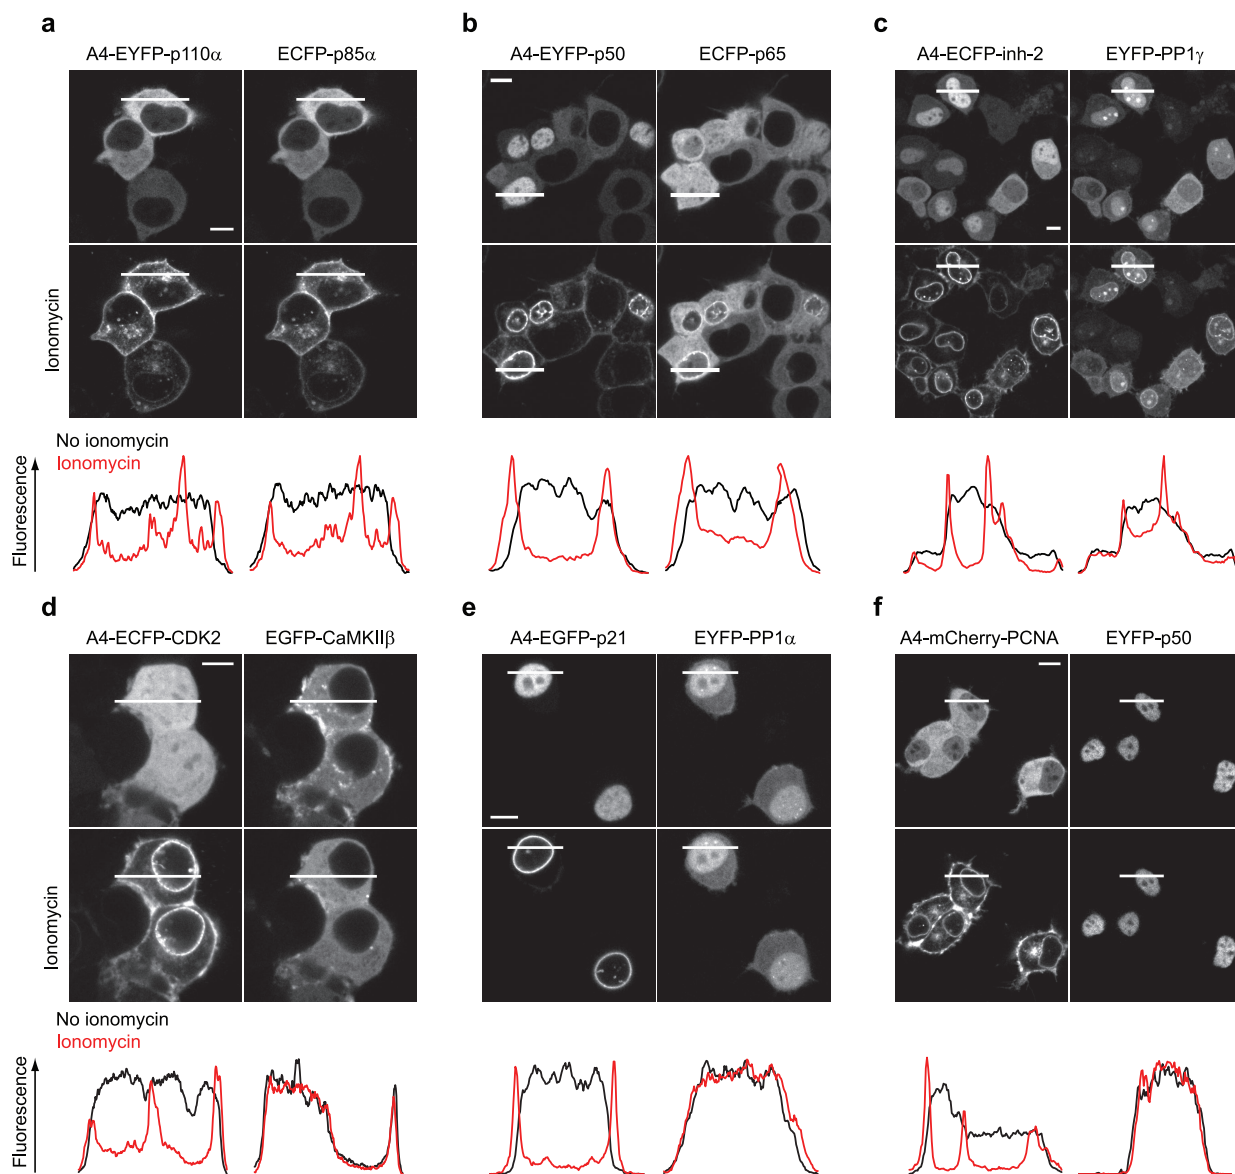 a
b
c
A4-EYFP-p110α
ECFP-p85α
A4-EYFP-p50
ECFP-p65
A4-ECFP-inh-2
EYFP-PP1γ
Ionomycin
No ionomycin
Ionomycin
Fluorescence
d
e
f
A4-ECFP-CDK2
EGFP-CaMKIIβ
A4-EGFP-p21
EYFP-PP1α
A4-mCherry-PCNA
EYFP-p50
Ionomycin
No ionomycin
Ionomycin
Fluorescence